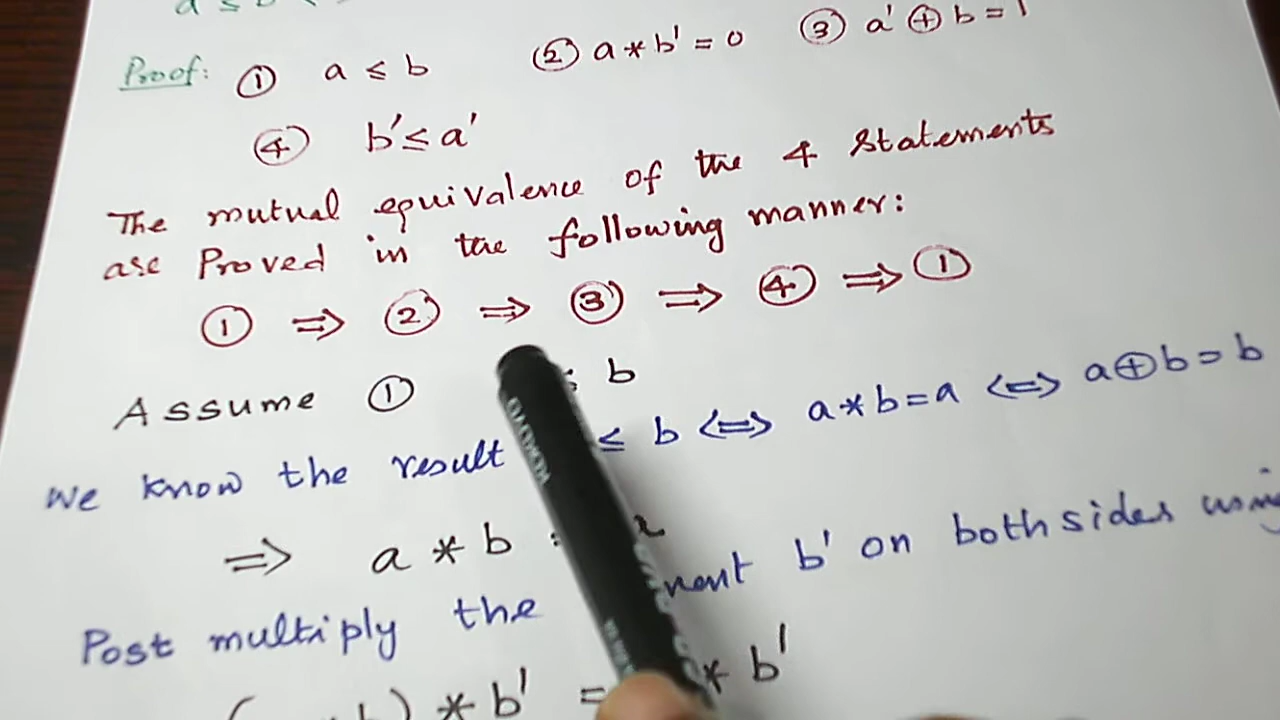 a ≤ b
Proof: ① a ≤ b ② a * b' = 0 ③ a' ⊕ b = 1
④ b' ≤ a'
The mutual equivalence of the 4 statements
are Proved in the following manner:
① ⇒ ② ⇒ ③ ⇒ ④ ⇒ ①
Assume ① ≤ b
We know the result ≤ b ⇔ a * b = a ⇔ a ⊕ b = b
⇒ a * b
Post multiply the b' on both sides using
b) * b' = * b'